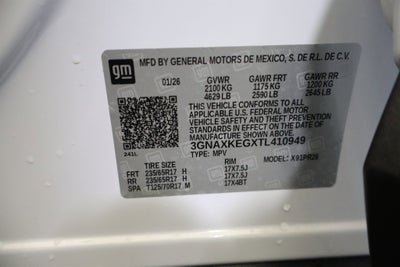 gm
MFD BY GENERAL MOTORS DE MEXICO, S. DE R.L. DE C.V.
01/26 GVWR GAWR FRT GAWR RR
2100 KG 1175 KG 1200 KG
4629 LB 2590 LB 2645 LB
THIS VEHICLE CONFORMS TO ALL
APPLICABLE U.S. FEDERAL MOTOR
VEHICLE SAFETY AND THEFT PREVENTION
STANDARDS IN EFFECT ON THE DATE OF
MANUFACTURE SHOWN ABOVE.
3GNAXKEGXTL410949
241L TYPE: MPV
TIRE SIZE RIM MODEL: X91PR26
FRT 235/65R17 H 17X7.5J
RR 235/65R17 H 17X7.5J
SP T125/70R17 M 17X4BT